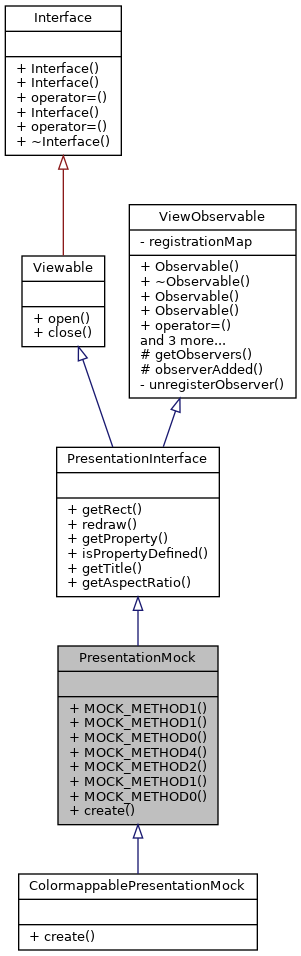 Interface
+ Interface()
+ Interface()
+ operator=()
+ Interface()
+ operator=()
+ ~Interface()
ViewObservable
- registrationMap
+ Observable()
+ ~Observable()
+ Observable()
+ Observable()
+ operator=()
and 3 more...
# getObservers()
# observerAdded()
- unregisterObserver()
Viewable
+ open()
+ close()
PresentationInterface
+ getRect()
+ redraw()
+ getProperty()
+ isPropertyDefined()
+ getTitle()
+ getAspectRatio()
PresentationMock
+ MOCK_METHOD1()
+ MOCK_METHOD1()
+ MOCK_METHOD0()
+ MOCK_METHOD4()
+ MOCK_METHOD2()
+ MOCK_METHOD1()
+ MOCK_METHOD0()
+ create()
ColormappablePresentationMock
+ create()